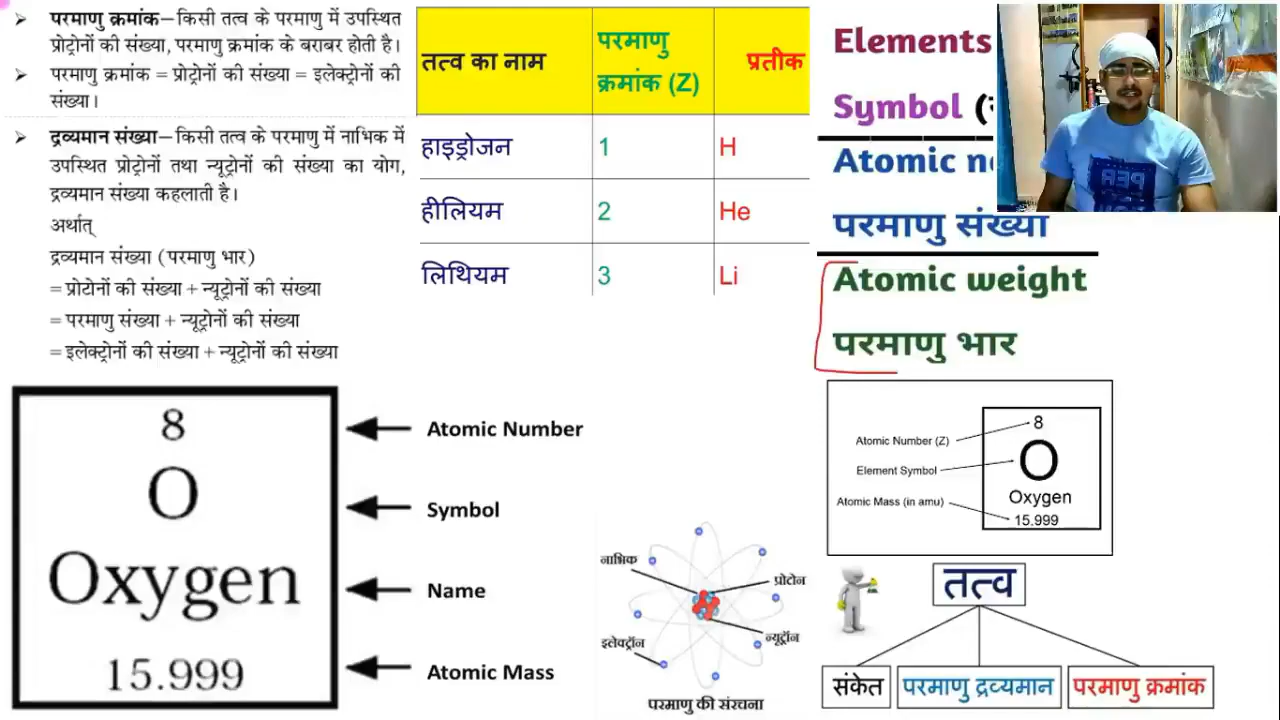 ➤ परमाणु क्रमांक–किसी तत्व के परमाणु में उपस्थित
प्रोट्रोनों की संख्या, परमाणु क्रमांक के बराबर होती है।
➤ परमाणु क्रमांक = प्रोट्रोनों की संख्या = इलेक्ट्रोनों की
संख्या।
➤ द्रव्यमान संख्या–किसी तत्व के परमाणु में नाभिक में
उपस्थित प्रोट्रोनों तथा न्यूट्रोनों की संख्या का योग,
द्रव्यमान संख्या कहलाती है।
अर्थात्
द्रव्यमान संख्या (परमाणु भार)
= प्रोटोनों की संख्या + न्यूट्रोनों की संख्या
= परमाणु संख्या + न्यूट्रोनों की संख्या
= इलेक्ट्रोनों की संख्या + न्यूट्रोनों की संख्या
तत्व का नाम परमाणु क्रमांक (Z) प्रतीक
हाइड्रोजन 1 H
हीलियम 2 He
लिथियम 3 Li
Elements
Symbol (
Atomic
परमाणु संख्या
Atomic weight
परमाणु भार
8
O
Oxygen
15.999
Atomic Number
Symbol
Name
Atomic Mass
नाभिक
प्रोटोन
इलेक्ट्रॉन
न्यूट्रॉन
परमाणु की संरचना
Atomic Number (Z)
Element Symbol
Atomic Mass (in amu)
8
O
Oxygen
15.999
तत्व
संकेत
परमाणु द्रव्यमान
परमाणु क्रमांक